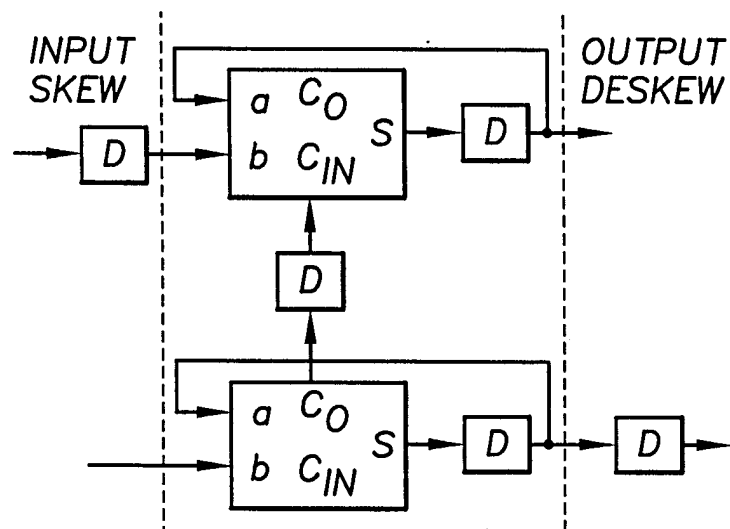 INPUT
SKEW
OUTPUT
DESKEW
D
a C_O
b C_IN
S
D
D
a C_O
b C_IN
S
D
D